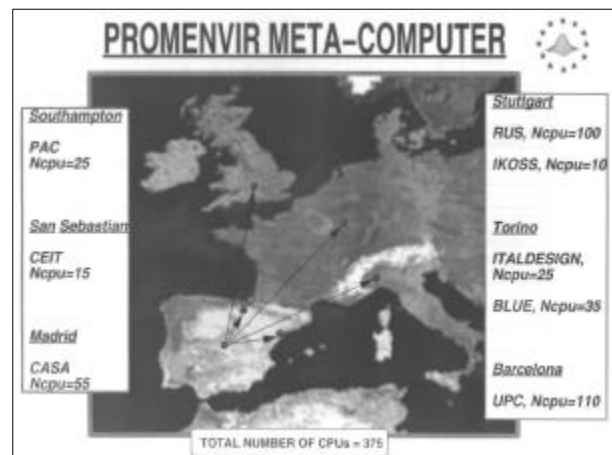 PROMENVIR META-COMPUTER
Southampton
PAC
Ncpu=25
San Sebastian
CEIT
Ncpu=15
Madrid
CASA
Ncpu=55
Stuttgart
RUS, Ncpu=100
IKOSS, Ncpu=10
Torino
ITALDESIGN,
Ncpu=25
BLUE, Ncpu=35
Barcelona
UPC, Ncpu=110
TOTAL NUMBER OF CPUs = 375